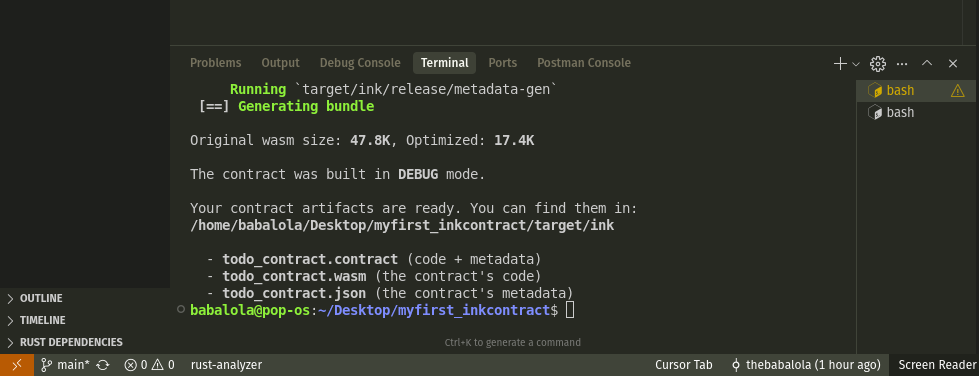 Problems Output Debug Console Terminal Ports Postman Console
Running `target/ink/release/metadata-gen`
[==] Generating bundle
Original wasm size: 47.8K, Optimized: 17.4K
The contract was built in DEBUG mode.
Your contract artifacts are ready. You can find them in:
/home/babalola/Desktop/myfirst_inkcontract/target/ink
- todo_contract.contract (code + metadata)
- todo_contract.wasm (the contract's code)
- todo_contract.json (the contract's metadata)
babalola@pop-os:~/Desktop/myfirst_inkcontract$
Ctrl+K to generate a command
bash
bash
OUTLINE
TIMELINE
RUST DEPENDENCIES
main* 0 0 rust-analyzer Cursor Tab thebabalola (1 hour ago) Screen Reader